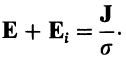 E + E_i = J/σ.